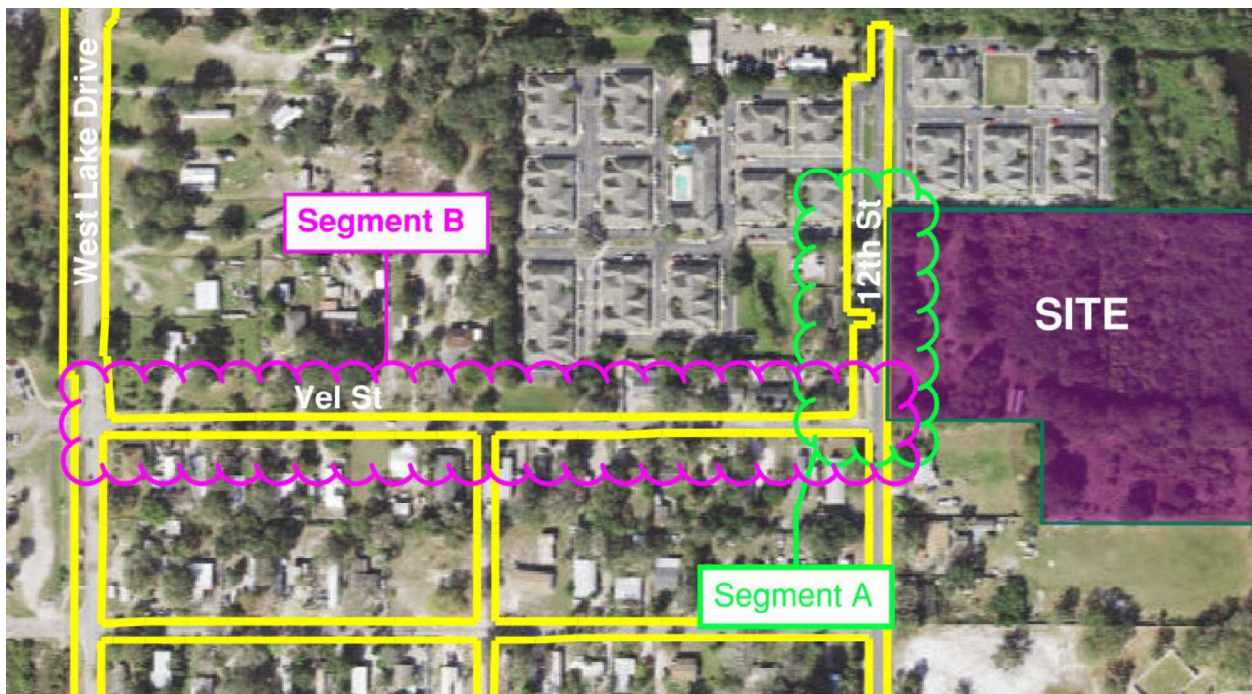 West Lake Drive
Segment B
12th St
SITE
Vel St
Segment A